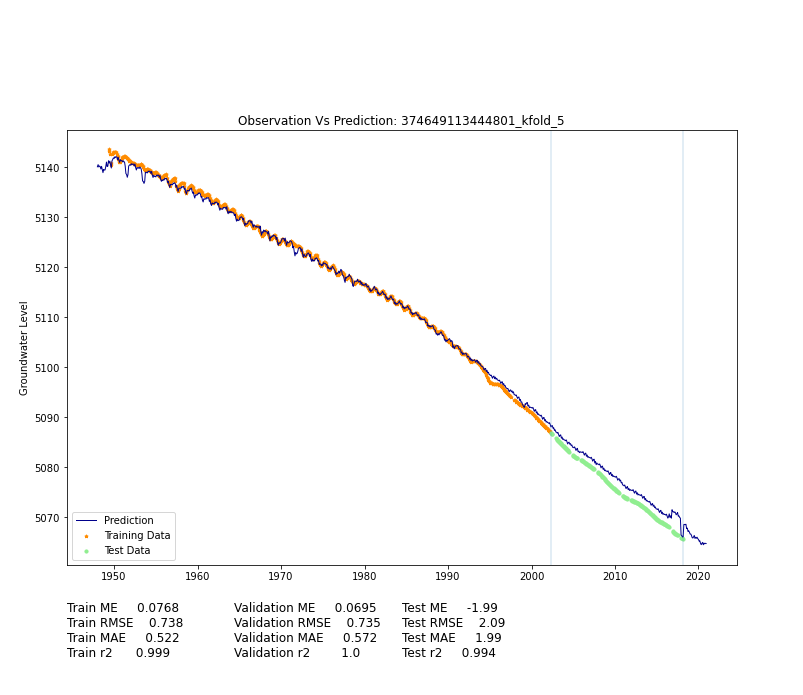 Observation Vs Prediction: 374649113444801_kfold_5
Groundwater Level
5140
5130
5120
5110
5100
5090
5080
5070
Prediction
Training Data
Test Data
1950 1960 1970 1980 1990 2000 2010 2020
Train ME 0.0768 Validation ME 0.0695 Test ME -1.99
Train RMSE 0.738 Validation RMSE 0.735 Test RMSE 2.09
Train MAE 0.522 Validation MAE 0.572 Test MAE 1.99
Train r2 0.999 Validation r2 1.0 Test r2 0.994